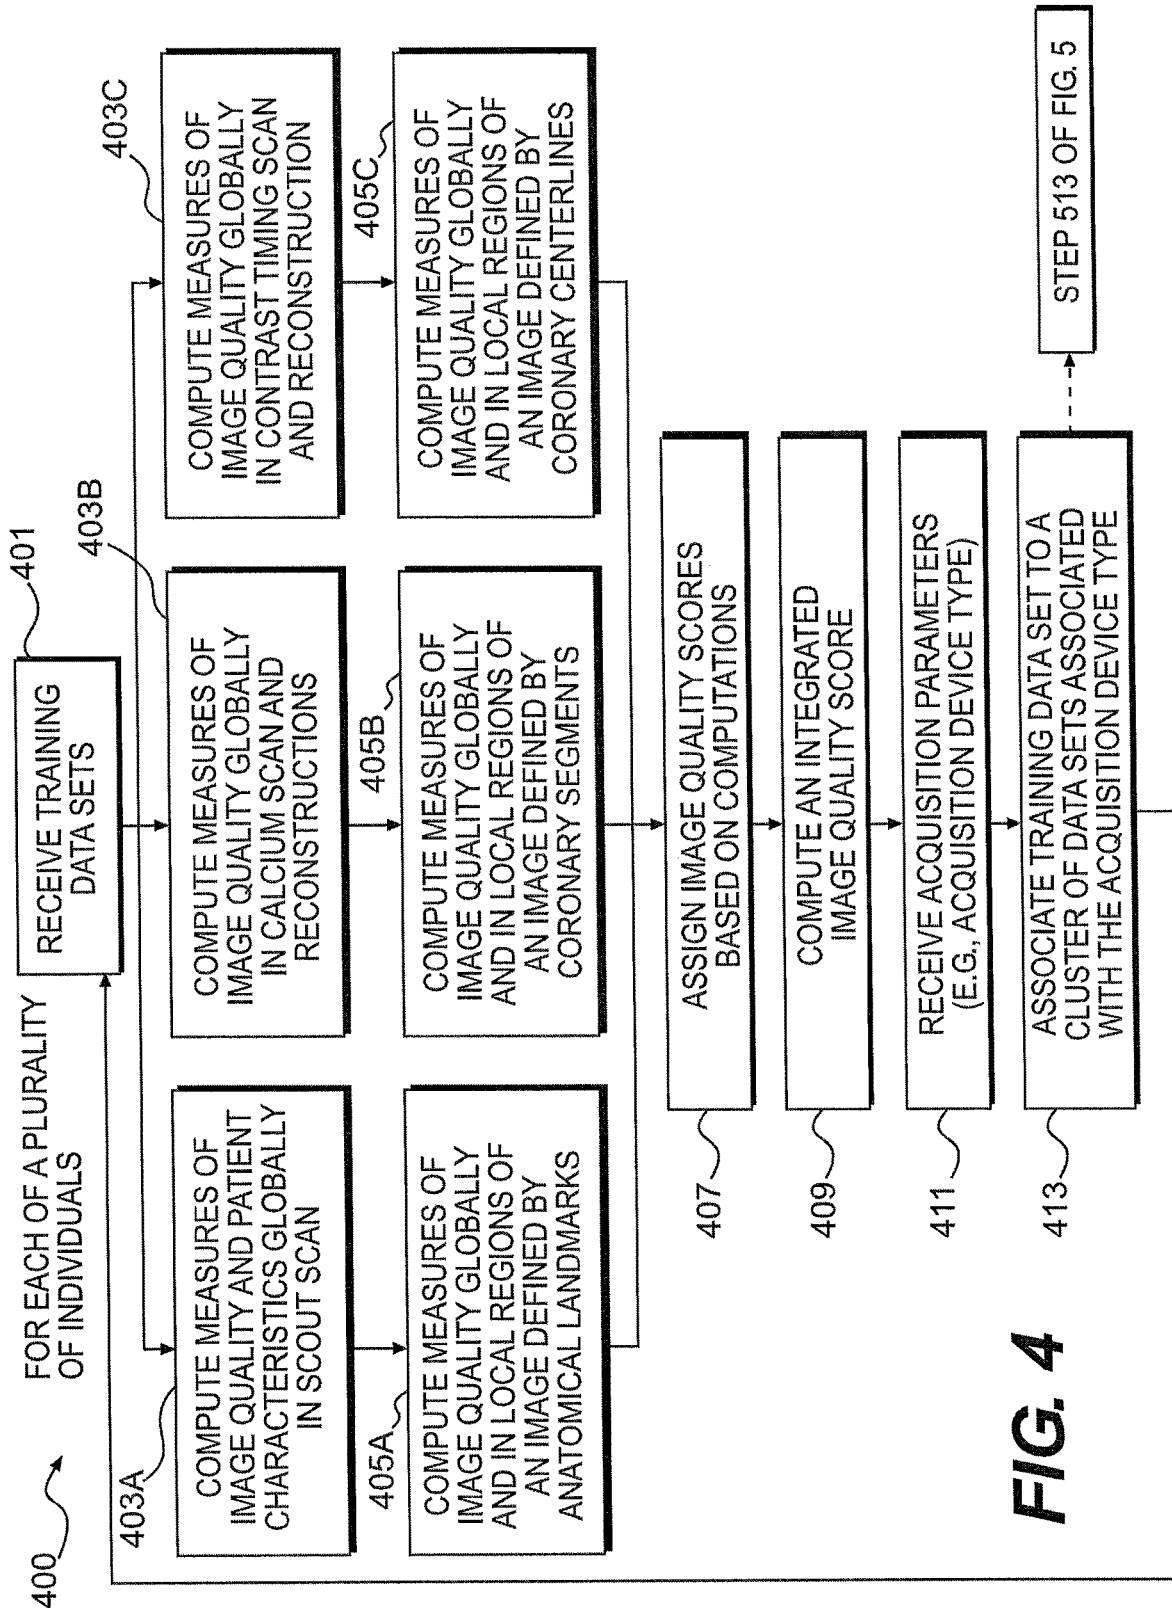 400
FOR EACH OF A PLURALITY
OF INDIVIDUALS
RECEIVE TRAINING
DATA SETS
401
403A
COMPUTE MEASURES OF
IMAGE QUALITY AND PATIENT
CHARACTERISTICS GLOBALLY
IN SCOUT SCAN
403B
COMPUTE MEASURES OF
IMAGE QUALITY GLOBALLY
IN CALCIUM SCAN AND
RECONSTRUCTIONS
403C
COMPUTE MEASURES OF
IMAGE QUALITY GLOBALLY
IN CONTRAST TIMING SCAN
AND RECONSTRUCTION
405A
COMPUTE MEASURES OF
IMAGE QUALITY GLOBALLY
AND IN LOCAL REGIONS OF
AN IMAGE DEFINED BY
ANATOMICAL LANDMARKS
405B
COMPUTE MEASURES OF
IMAGE QUALITY GLOBALLY
AND IN LOCAL REGIONS OF
AN IMAGE DEFINED BY
CORONARY SEGMENTS
405C
COMPUTE MEASURES OF
IMAGE QUALITY GLOBALLY
AND IN LOCAL REGIONS OF
AN IMAGE DEFINED BY
CORONARY CENTERLINES
407
ASSIGN IMAGE QUALITY SCORES
BASED ON COMPUTATIONS
409
COMPUTE AN INTEGRATED
IMAGE QUALITY SCORE
411
RECEIVE ACQUISITION PARAMETERS
(E.G., ACQUISITION DEVICE TYPE)
413
ASSOCIATE TRAINING DATA SET TO A
CLUSTER OF DATA SETS ASSOCIATED
WITH THE ACQUISITION DEVICE TYPE
STEP 513 OF FIG. 5
FIG. 4